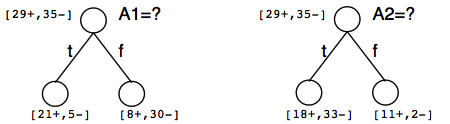 [29+,35-] A1=?
t f
[21+,5-] [8+,30-]
[29+,35-] A2=?
t f
[18+,33-] [11+,2-]